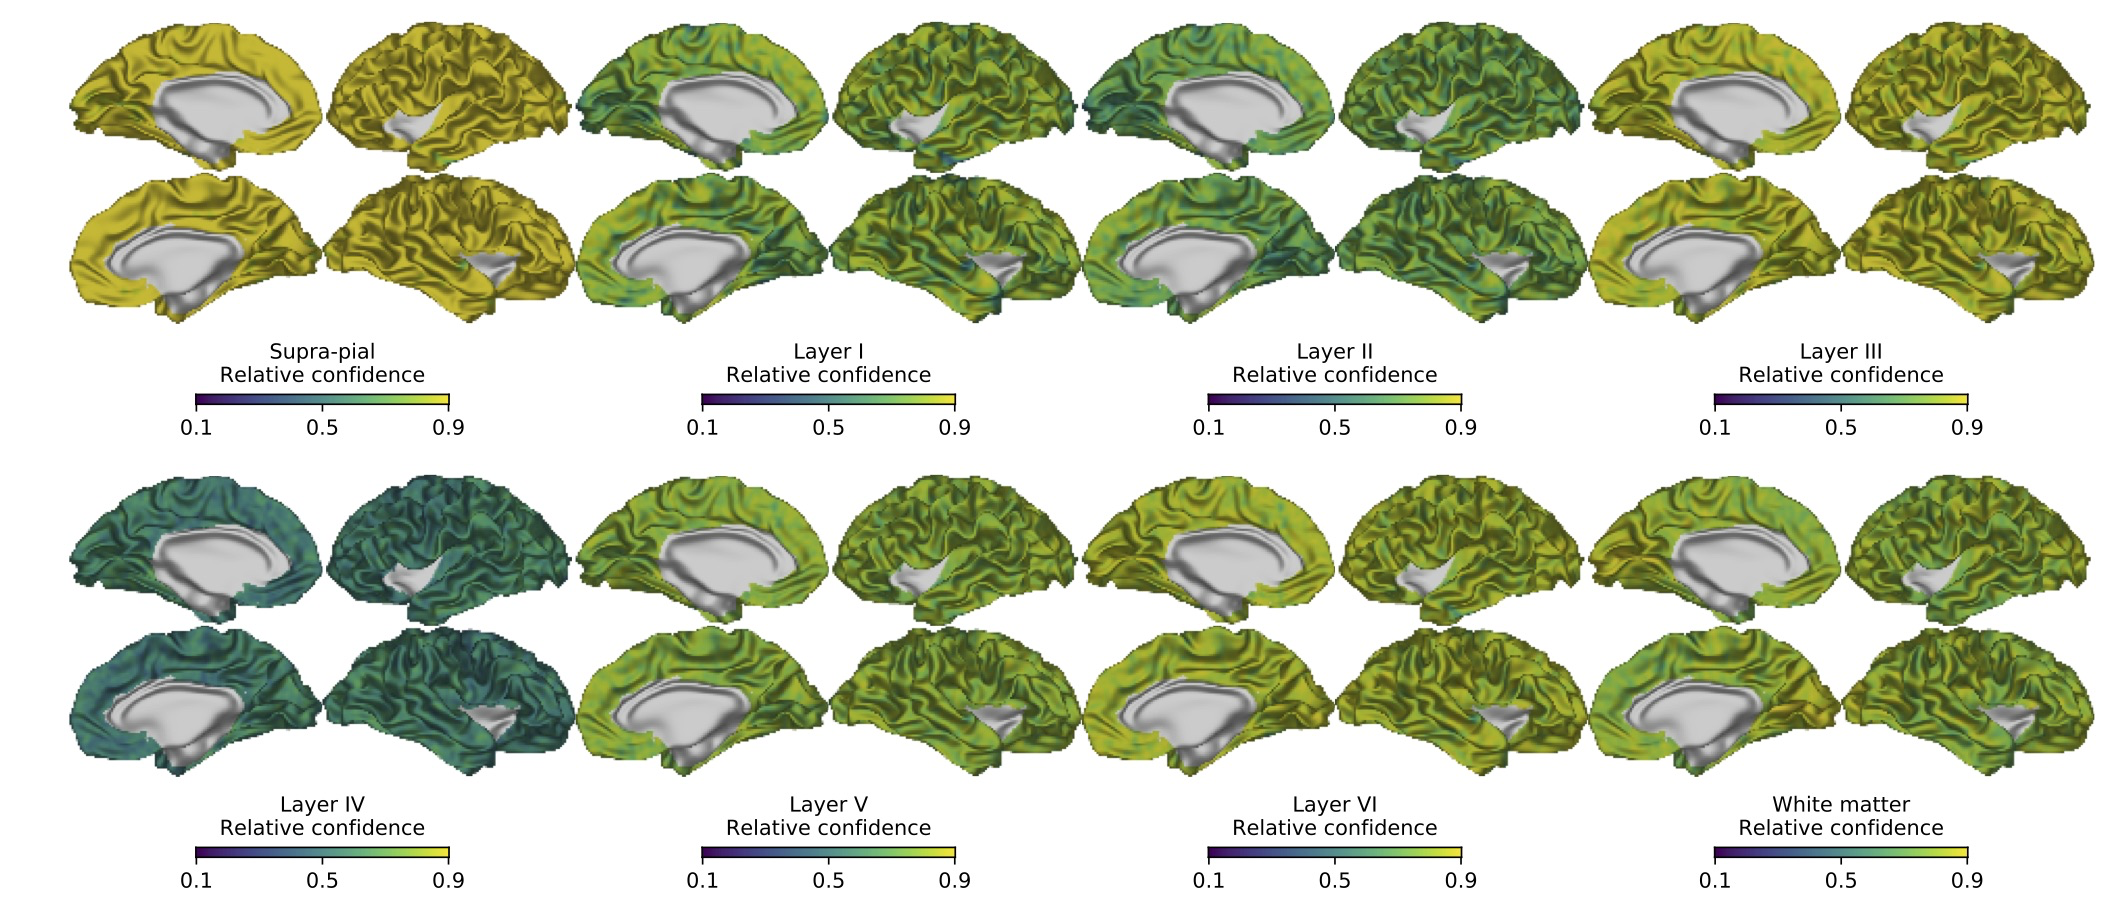 Supra-pial
Relative confidence
0.1 0.5 0.9
Layer I
Relative confidence
0.1 0.5 0.9
Layer II
Relative confidence
0.1 0.5 0.9
Layer III
Relative confidence
0.1 0.5 0.9
Layer IV
Relative confidence
0.1 0.5 0.9
Layer V
Relative confidence
0.1 0.5 0.9
Layer VI
Relative confidence
0.1 0.5 0.9
White matter
Relative confidence
0.1 0.5 0.9